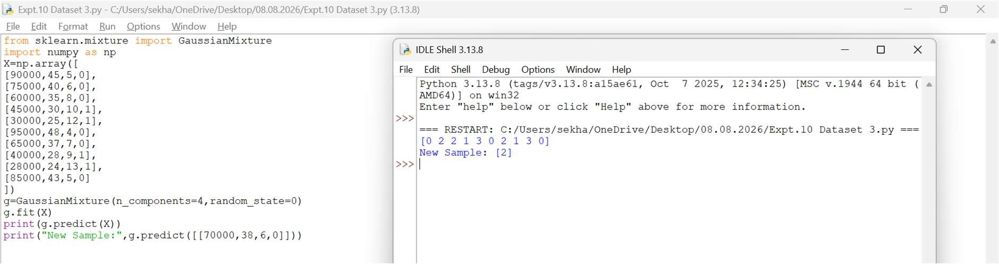 Expt.10 Dataset 3.py - C:/Users/sekha/OneDrive/Desktop/08.08.2026/Expt.10 Dataset 3.py (3.13.8)
File Edit Format Run Options Window Help
from sklearn.mixture import GaussianMixture
import numpy as np
X=np.array([
[90000,45,5,0],
[75000,40,6,0],
[60000,35,8,0],
[45000,30,10,1],
[30000,25,12,1],
[95000,48,4,0],
[65000,37,7,0],
[40000,28,9,1],
[28000,24,13,1],
[85000,43,5,0]
])
g=GaussianMixture(n_components=4,random_state=0)
g.fit(X)
print(g.predict(X))
print("New Sample:",g.predict([[70000,38,6,0]]))
IDLE Shell 3.13.8
File Edit Shell Debug Options Window Help
Python 3.13.8 (tags/v3.13.8:a15ae61, Oct  7 2025, 12:34:25) [MSC v.1944 64 bit (
AMD64)] on win32
Enter "help" below or click "Help" above for more information.
>>>
=== RESTART: C:/Users/sekha/OneDrive/Desktop/08.08.2026/Expt.10 Dataset 3.py ===
[0 2 2 1 3 0 2 1 3 0]
New Sample: [2]
>>>